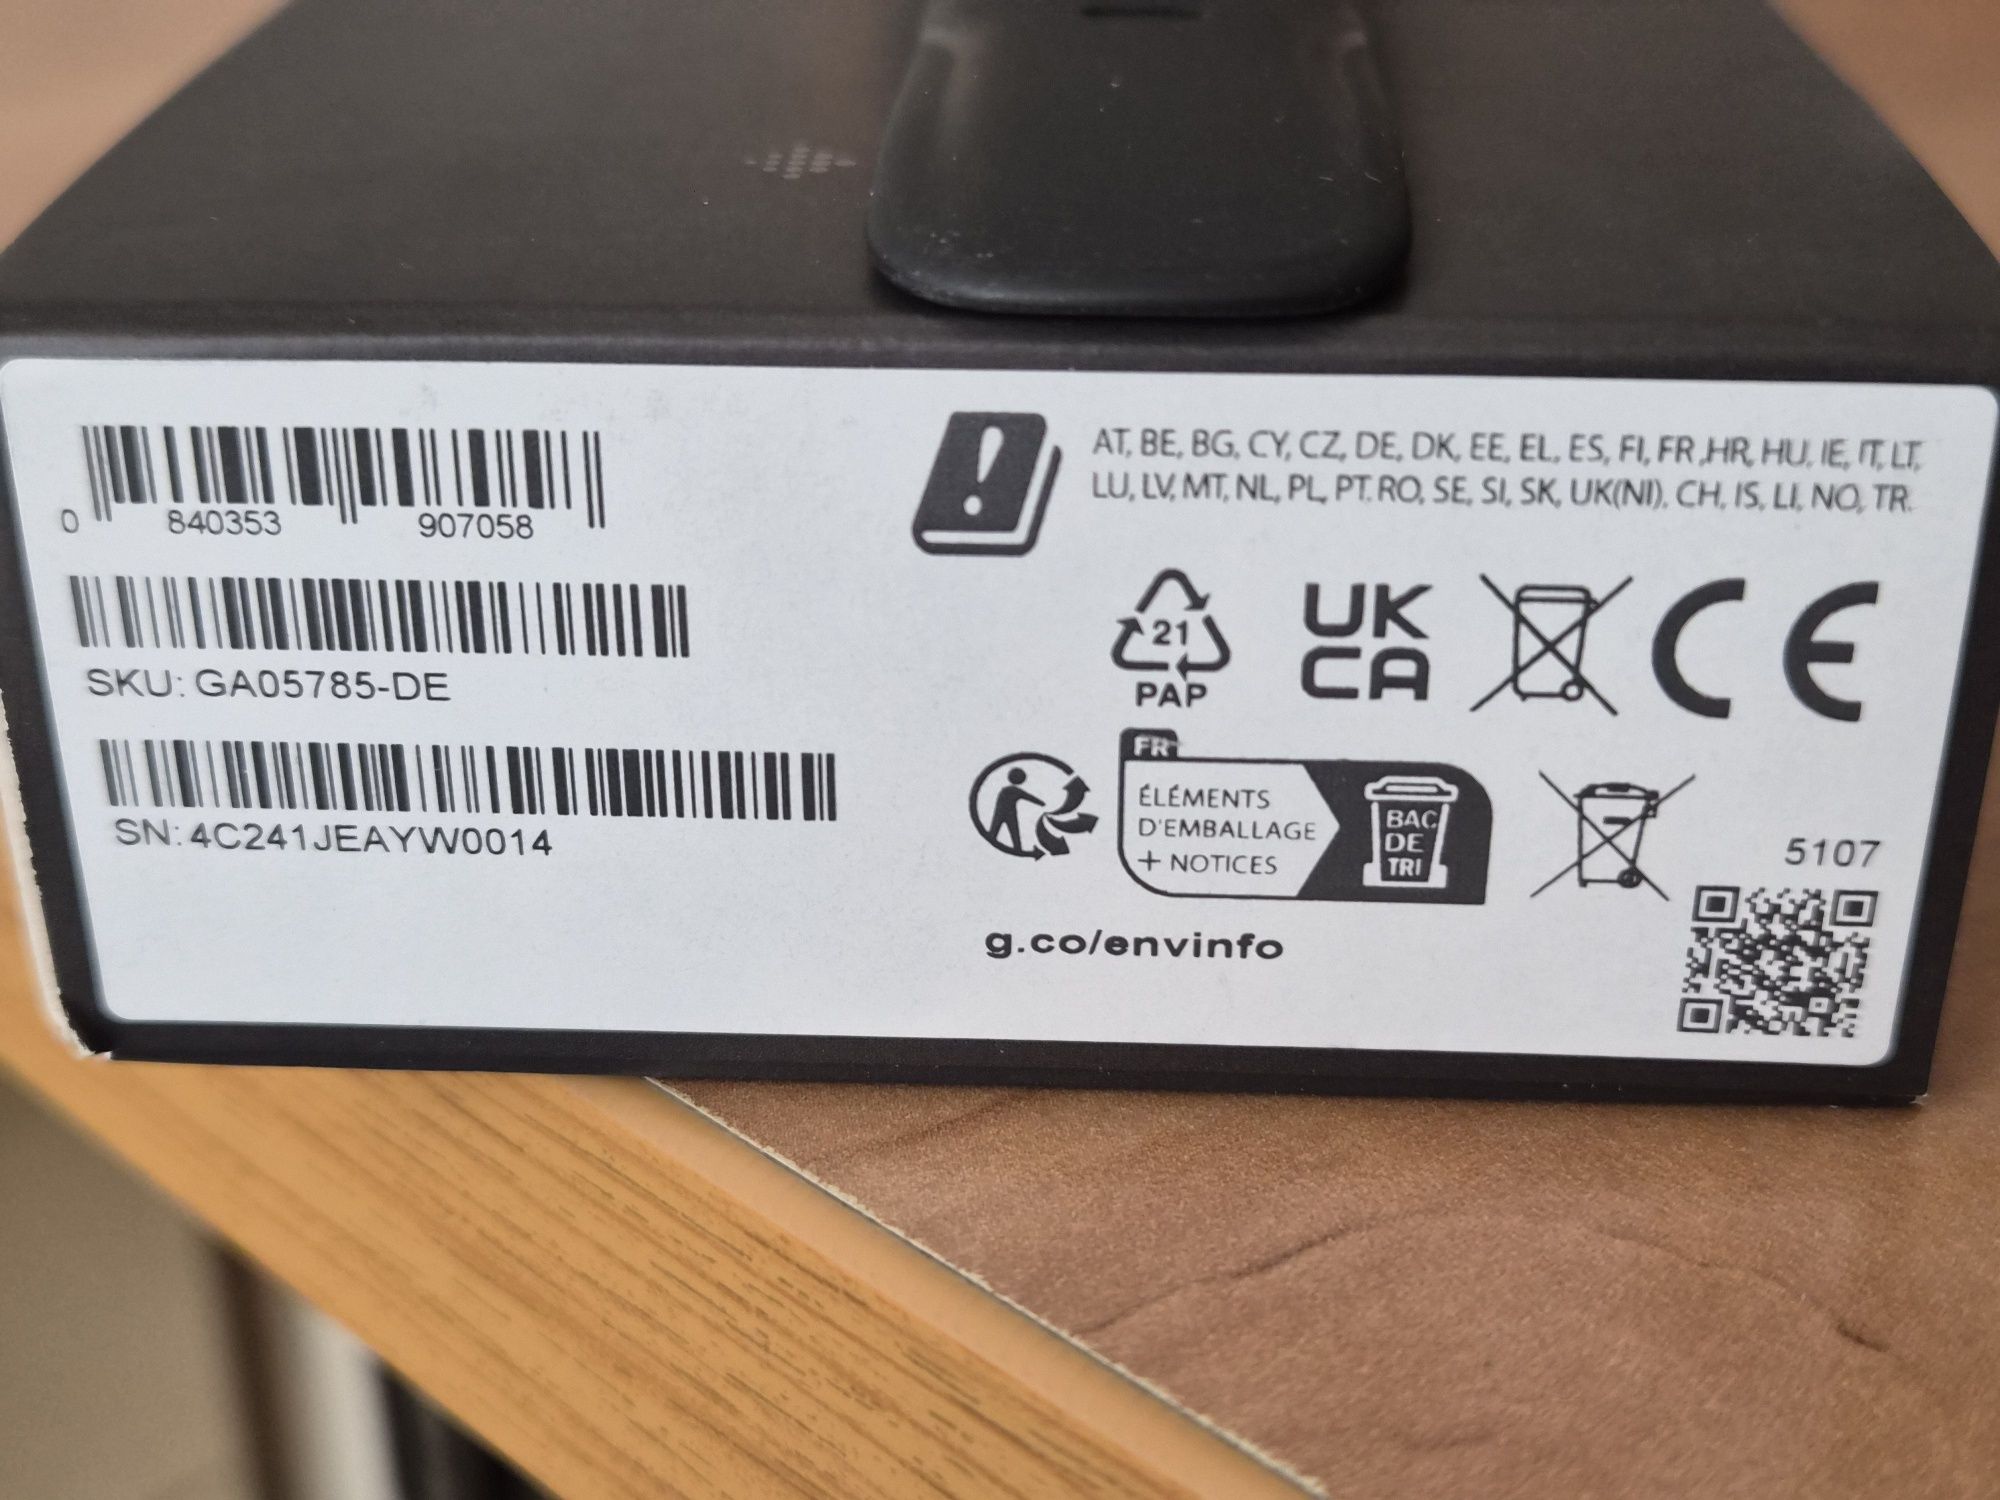 0 840353 907058
SKU: GA05785-DE
SN: 4C241JEAYW0014
AT, BE, BG, CY, CZ, DE, DK, EE, EL, ES, FI, FR ,HR, HU, IE, IT, LT,
LU, LV, MT, NL, PL, PT. RO, SE, SI, SK, UK(NI). CH, IS, LI, NO, TR.
21
PAP
UK
CA
CE
FR
ÉLÉMENTS
D'EMBALLAGE
+ NOTICES
BAC
DE
TRI
g.co/envinfo
5107